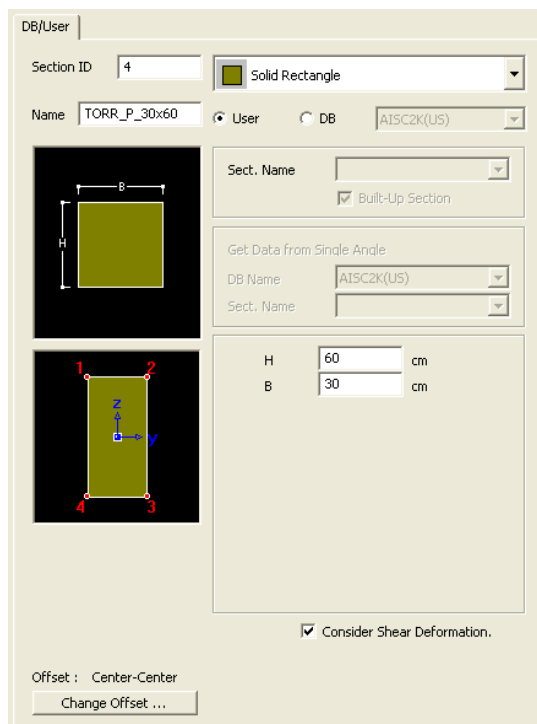 DB/User
Section ID 4 Solid Rectangle
Name TORR_P_30x60 User DB AISC2K(US)
B
H
Sect. Name
Built-Up Section
Get Data from Single Angle
DB Name AISC2K(US)
Sect. Name
1 2
z
y
4 3
H 60 cm
B 30 cm
Consider Shear Deformation.
Offset : Center-Center
Change Offset ...